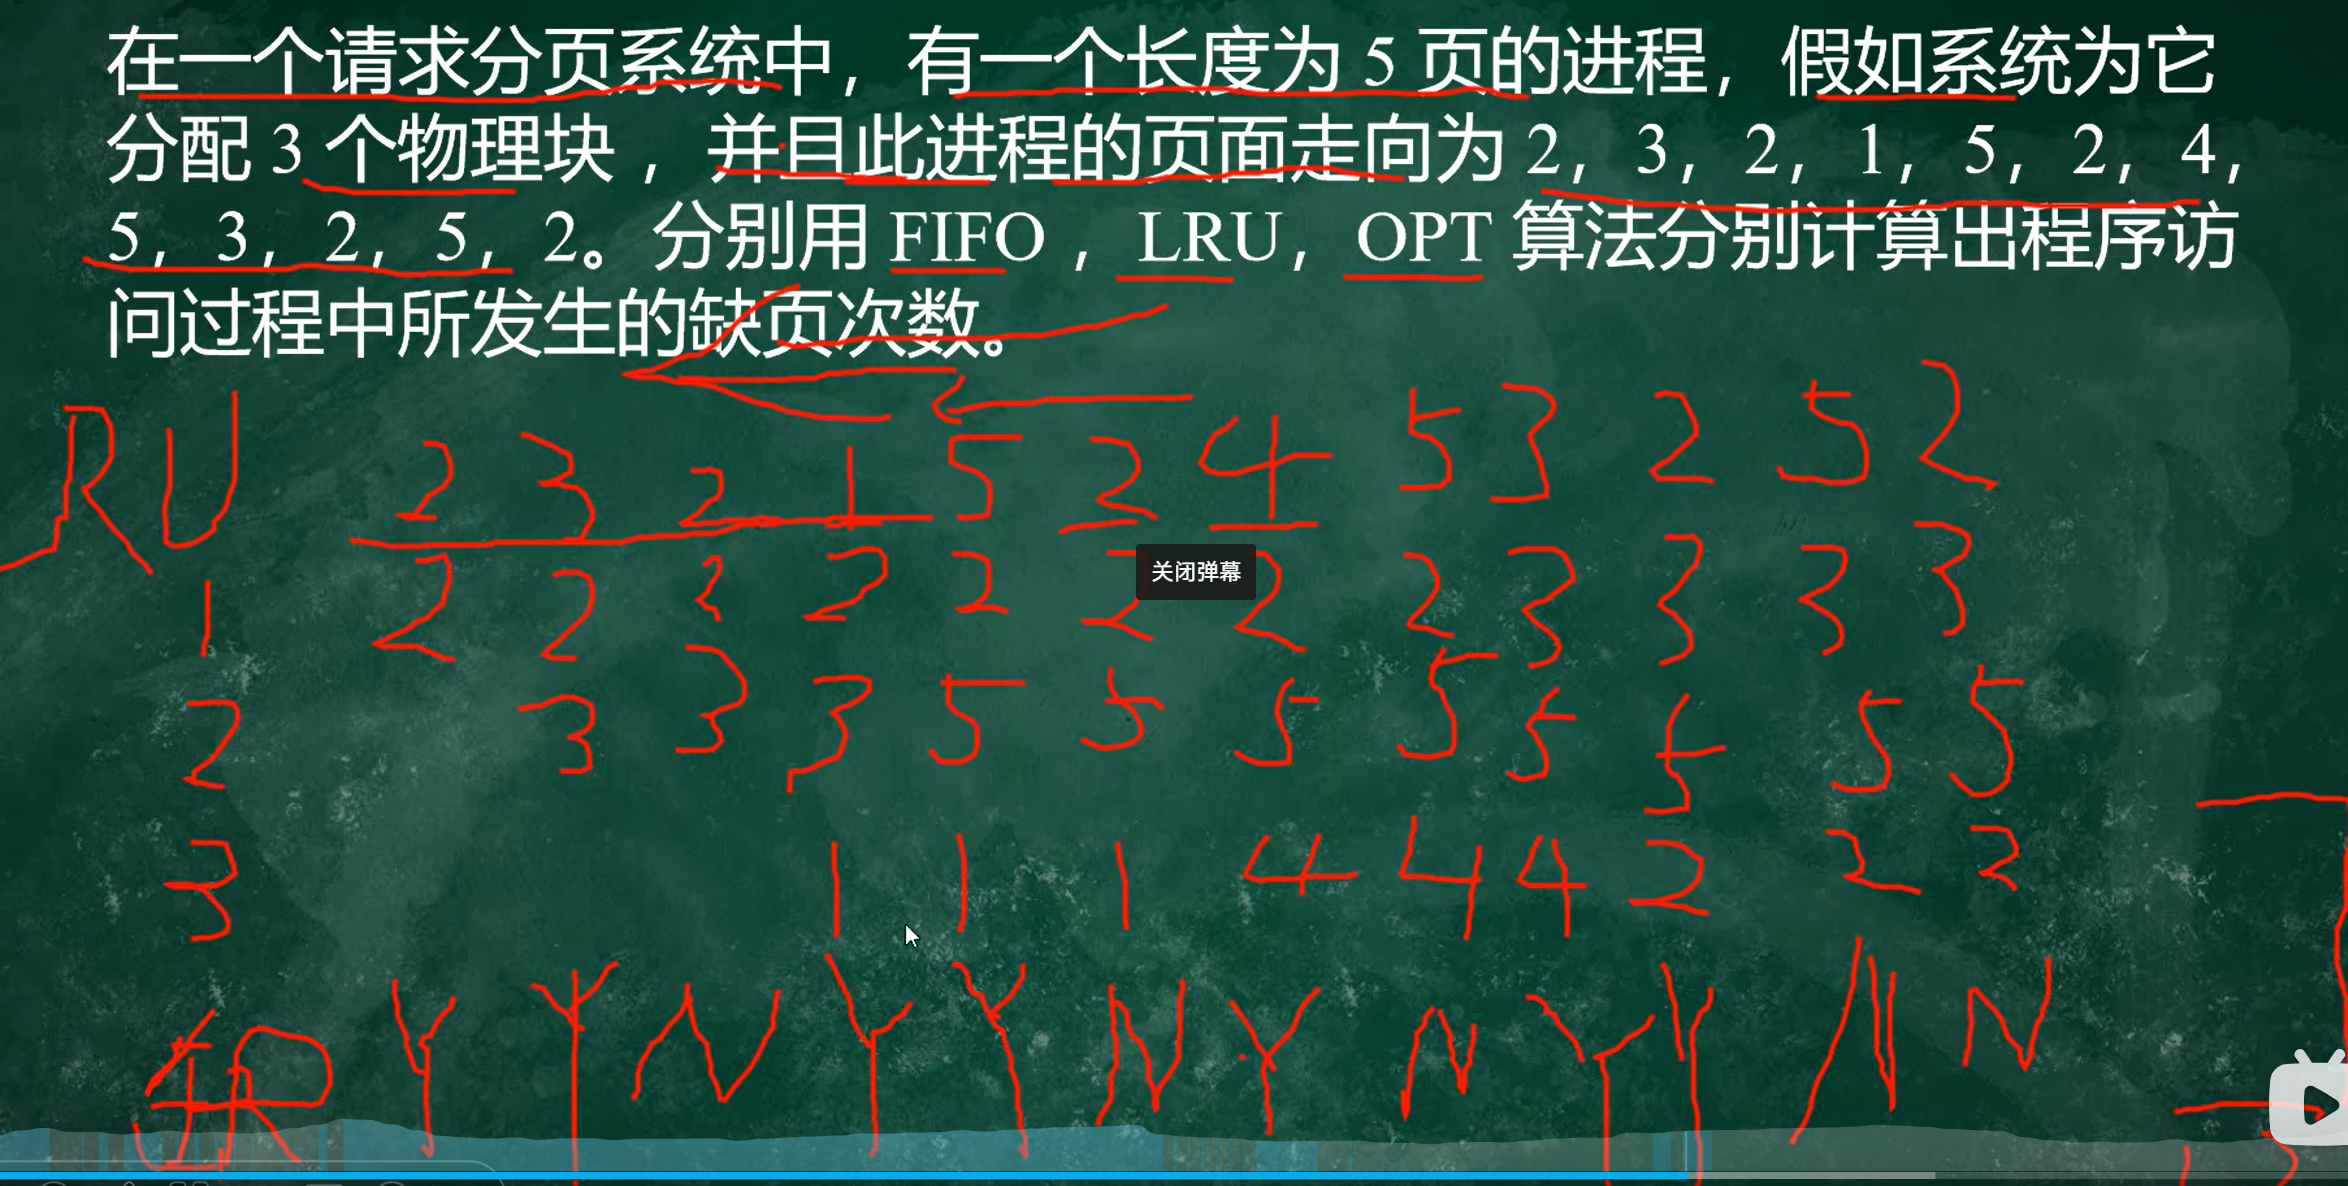 在一个请求分页系统中，有一个长度为 5 页的进程，假如系统为它
分配 3 个物理块 ，并且此进程的页面走向为 2，3，2，1，5，2，4，
5，3，2，5，2。分别用 FIFO ，LRU，OPT 算法分别计算出程序访
问过程中所发生的缺页次数。
RU 2 3 2 1 5 2 4 5 3 2 5 2
关闭弹幕
1 2 2 2 2 2 2 2 2 3 3 3 3
2 3 3 3 5 5 5 5 5 5 5 5
3 1 1 1 4 4 4 2 2 2
Y Y N Y Y N Y N Y Y N N